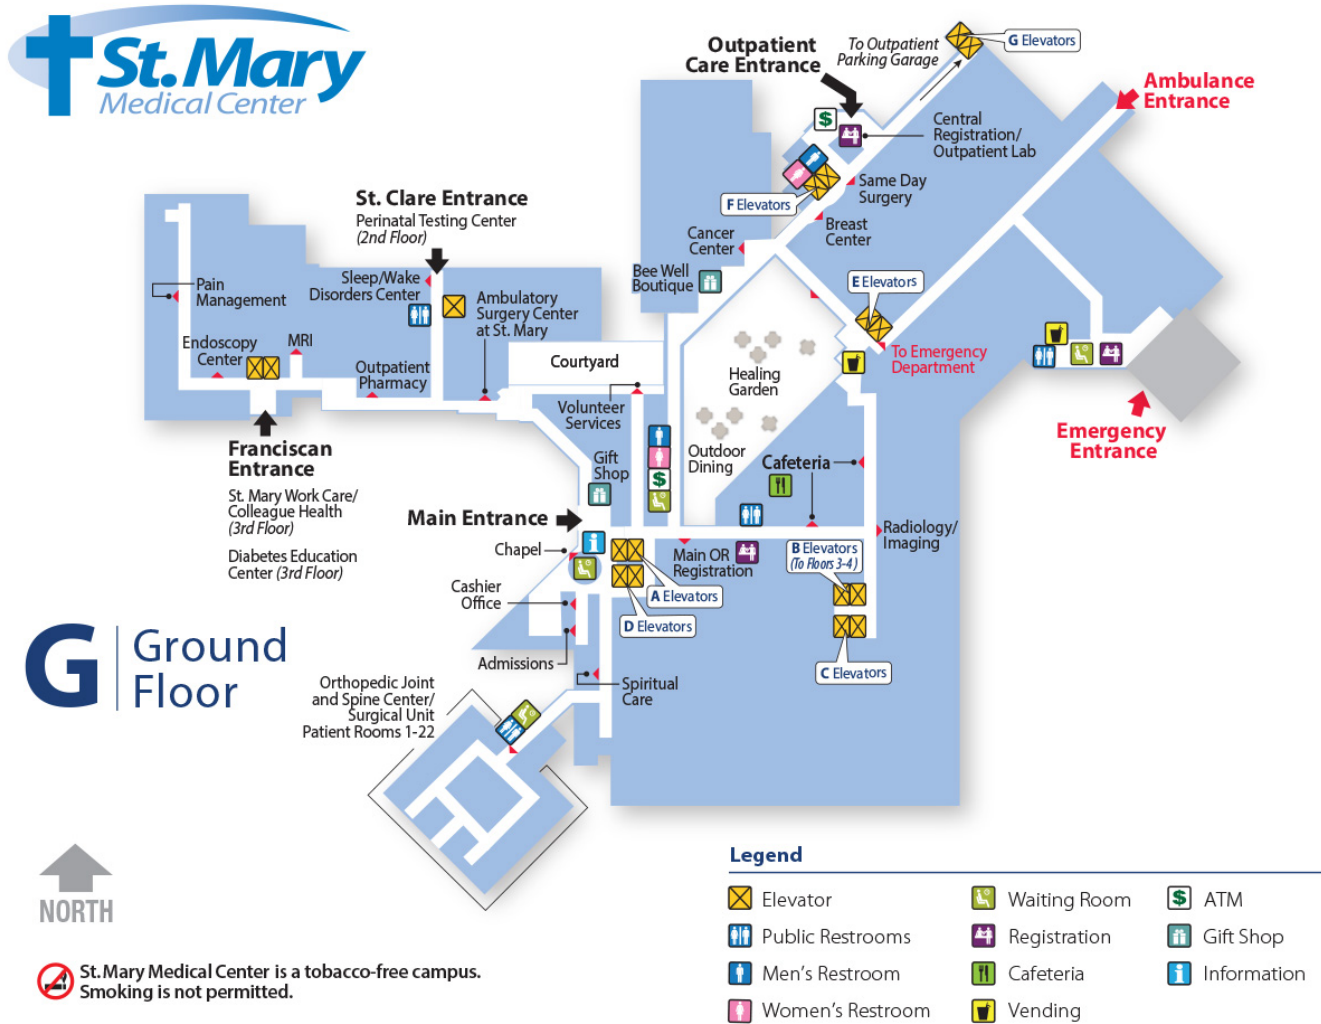 St. Mary
Medical Center
Outpatient
Care Entrance
To Outpatient
Parking Garage
G Elevators
Ambulance
Entrance
$
Central
Registration/
Outpatient Lab
Same Day
Surgery
F Elevators
Breast
Center
Cancer
Center
Bee Well
Boutique
E Elevators
St. Clare Entrance
Perinatal Testing Center
(2nd Floor)
Sleep/Wake
Disorders Center
Pain
Management
Ambulatory
Surgery Center
at St. Mary
Endoscopy
Center
MRI
Outpatient
Pharmacy
Courtyard
Healing
Garden
To Emergency
Department
Emergency
Entrance
Volunteer
Services
Franciscan
Entrance
St. Mary Work Care/
Colleague Health
(3rd Floor)
Diabetes Education
Center (3rd Floor)
Gift
Shop
$
Outdoor
Dining
Cafeteria
Main Entrance
i
Chapel
Main OR
Registration
B Elevators
(To Floors 3-4)
Radiology/
Imaging
Cashier
Office
A Elevators
D Elevators
Admissions
C Elevators
Spiritual
Care
G
Ground
Floor
Orthopedic Joint
and Spine Center/
Surgical Unit
Patient Rooms 1-22
NORTH
St. Mary Medical Center is a tobacco-free campus.
Smoking is not permitted.
Legend
Elevator
Public Restrooms
Men's Restroom
Women's Restroom
Waiting Room
Registration
Cafeteria
Vending
$ ATM
Gift Shop
i Information